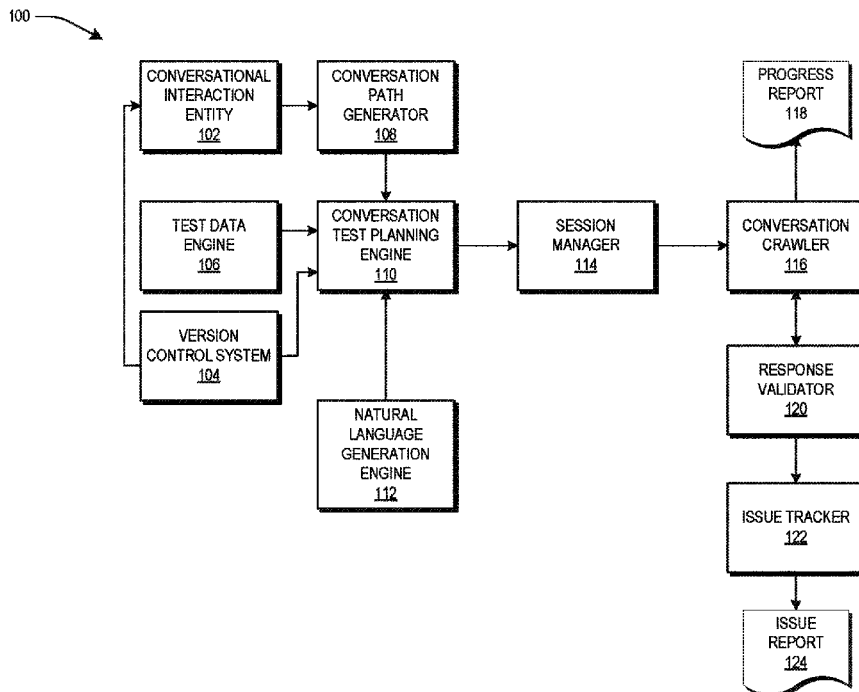 100
CONVERSATIONAL
INTERACTION
ENTITY
102
CONVERSATION
PATH
GENERATOR
108
PROGRESS
REPORT
118
TEST DATA
ENGINE
106
CONVERSATION
TEST PLANNING
ENGINE
110
SESSION
MANAGER
114
CONVERSATION
CRAWLER
116
VERSION
CONTROL SYSTEM
104
NATURAL
LANGUAGE
GENERATION
ENGINE
112
RESPONSE
VALIDATOR
120
ISSUE TRACKER
122
ISSUE
REPORT
124